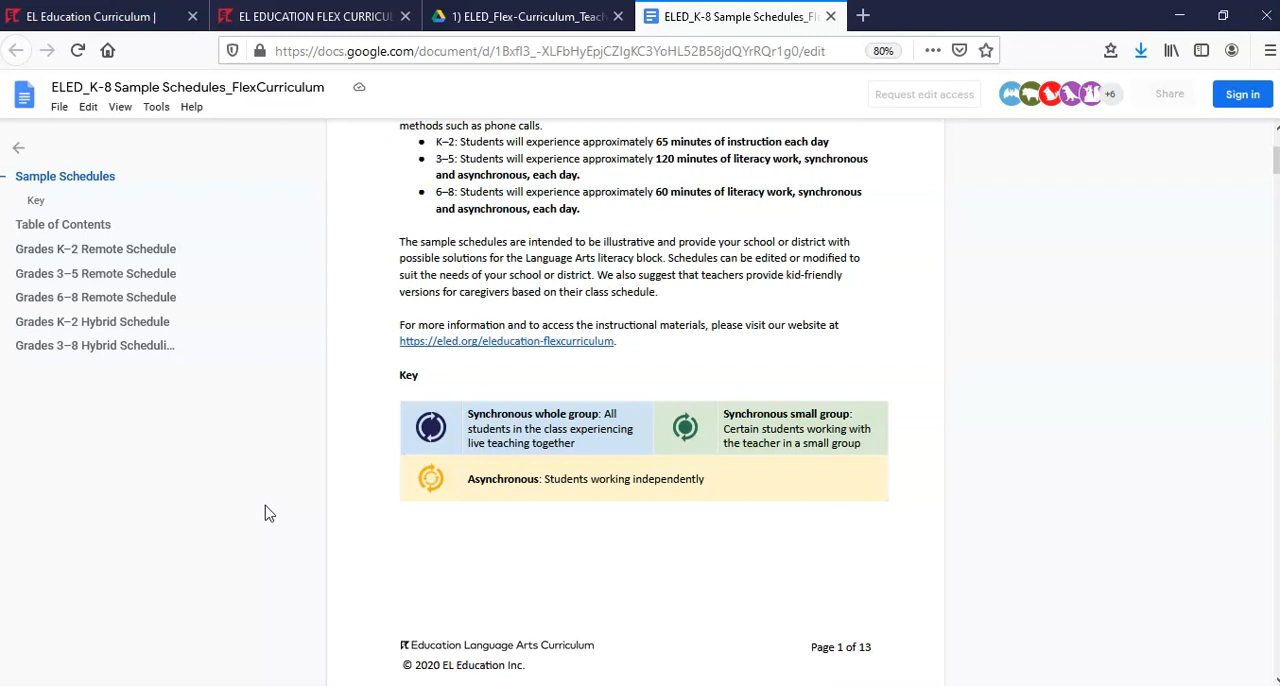 EL Education Curriculum |
EL EDUCATION FLEX CURRICUL
1) ELED_Flex-Curriculum_Teach
ELED_K-8 Sample Schedules_Fle
https://docs.google.com/document/d/1BxfI3_-XLFbHyEpjCZIgKC3YoHL52B58jdQYrRQr1g0/edit
80%
ELED_K-8 Sample Schedules_FlexCurriculum
File Edit View Tools Help
Request edit access
+6
Share
Sign in
Sample Schedules
Key
Table of Contents
Grades K–2 Remote Schedule
Grades 3–5 Remote Schedule
Grades 6–8 Remote Schedule
Grades K–2 Hybrid Schedule
Grades 3–8 Hybrid Scheduli...
methods such as phone calls.
● K–2: Students will experience approximately 65 minutes of instruction each day
● 3–5: Students will experience approximately 120 minutes of literacy work, synchronous
and asynchronous, each day.
● 6–8: Students will experience approximately 60 minutes of literacy work, synchronous
and asynchronous, each day.
The sample schedules are intended to be illustrative and provide your school or district with
possible solutions for the Language Arts literacy block. Schedules can be edited or modified to
suit the needs of your school or district. We also suggest that teachers provide kid-friendly
versions for caregivers based on their class schedule.
For more information and to access the instructional materials, please visit our website at
https://eled.org/eleducation-flexcurriculum.
Key
Synchronous whole group: All
students in the class experiencing
live teaching together
Synchronous small group:
Certain students working with
the teacher in a small group
Asynchronous: Students working independently
EL Education Language Arts Curriculum
© 2020 EL Education Inc.
Page 1 of 13